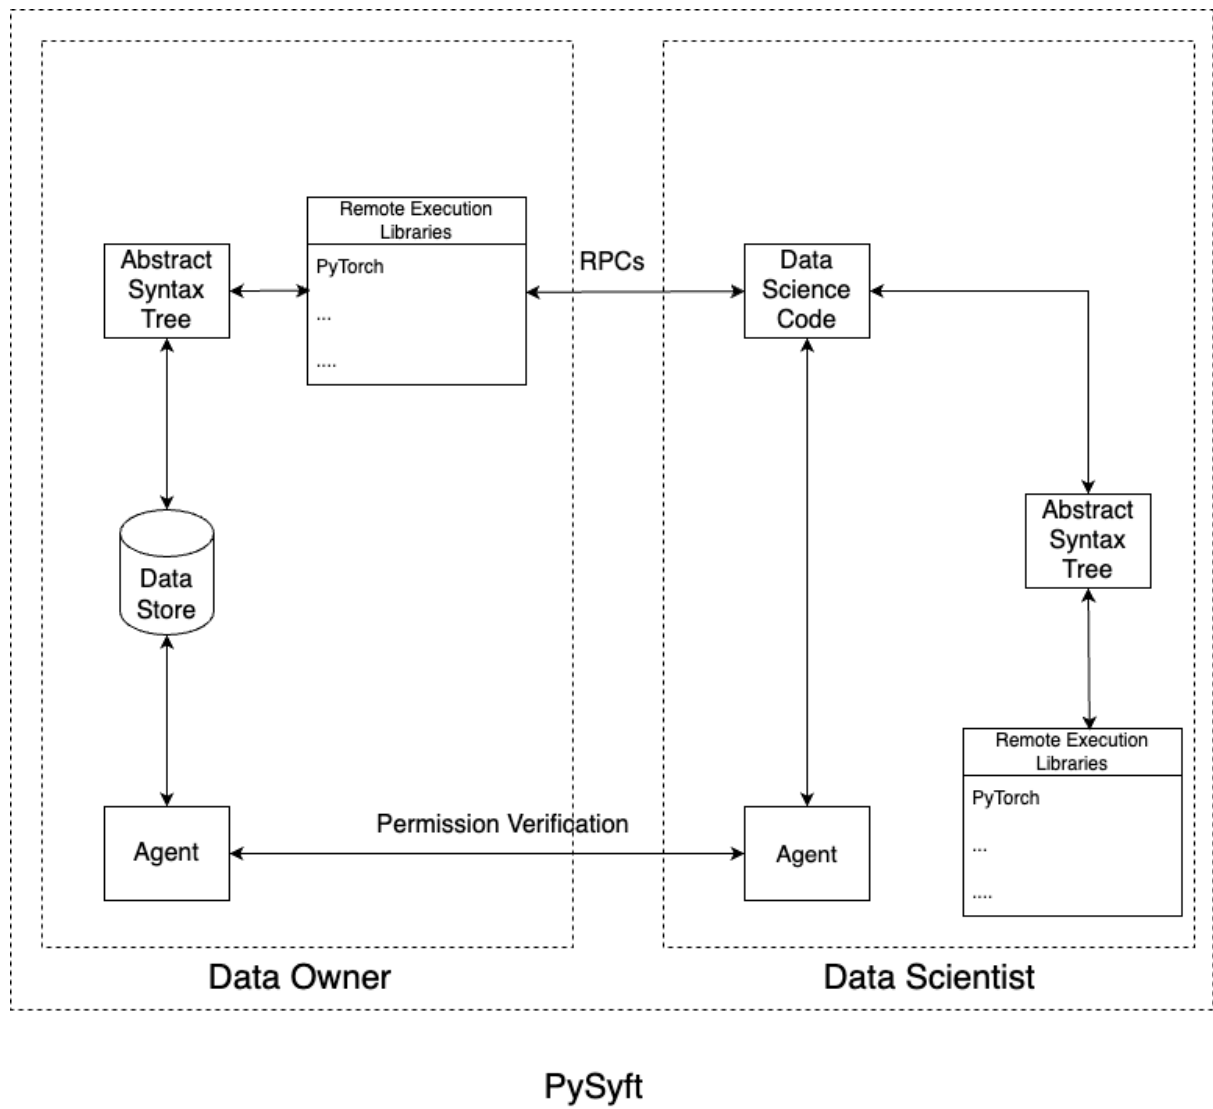 Remote Execution
Libraries
PyTorch
...
....
Abstract
Syntax
Tree
RPCs
Data
Science
Code
Data
Store
Abstract
Syntax
Tree
Remote Execution
Libraries
PyTorch
...
....
Agent
Permission Verification
Agent
Data Owner
Data Scientist
PySyft